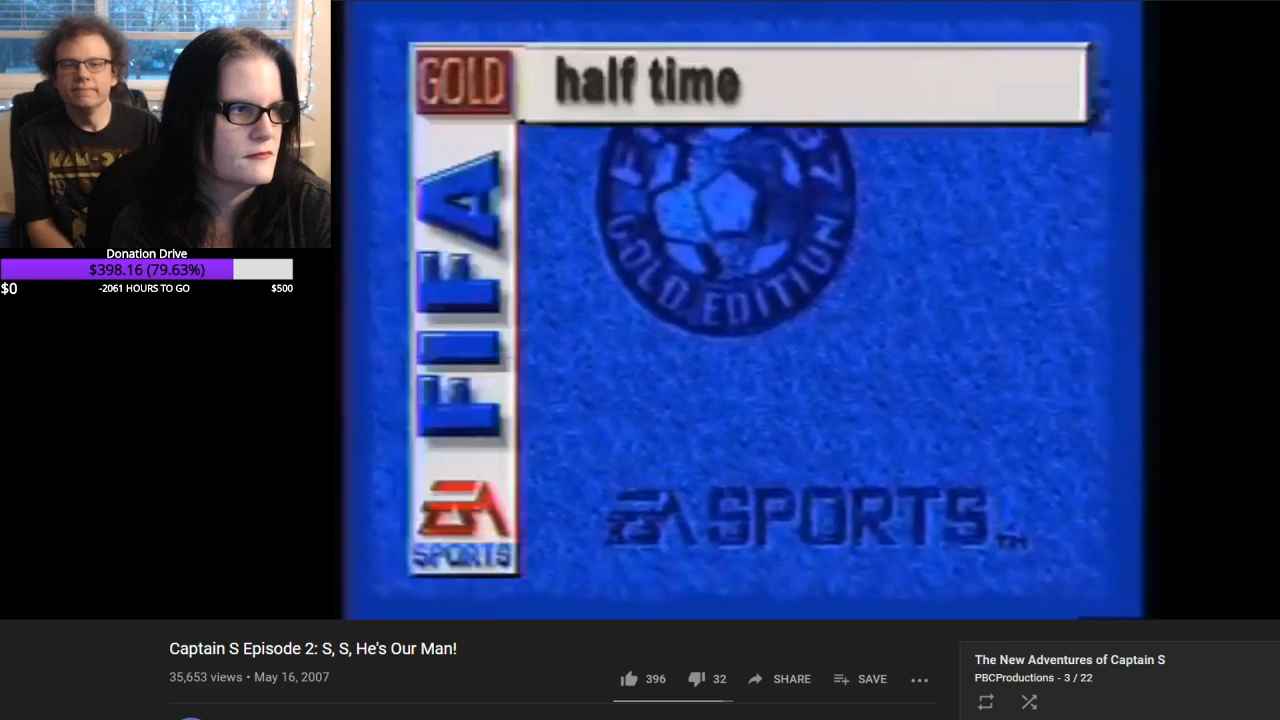 GOLD
half time
FIFA
EA
SPORTS
GOLD EDITION
EA SPORTS™
Donation Drive
$398.16 (79.63%)
$0
-2061 HOURS TO GO
$500
Captain S Episode 2: S, S, He's Our Man!
35,653 views • May 16, 2007
396
32
SHARE
SAVE
The New Adventures of Captain S
PBCProductions - 3 / 22